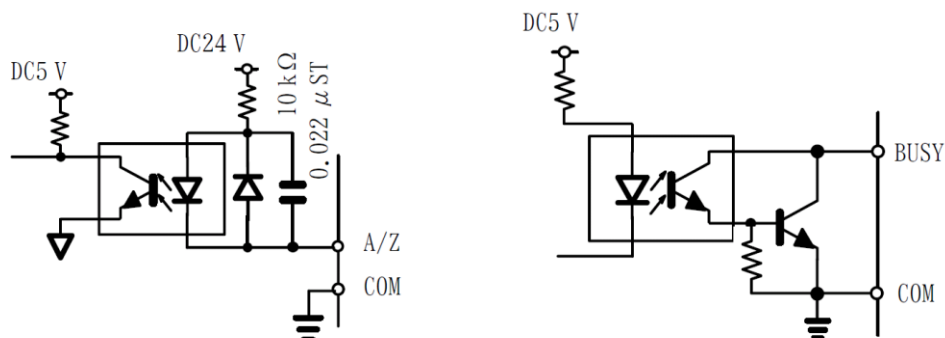 DC24 V
DC5 V
10 kΩ
0.022 μST
A/Z
COM
DC5 V
BUSY
COM